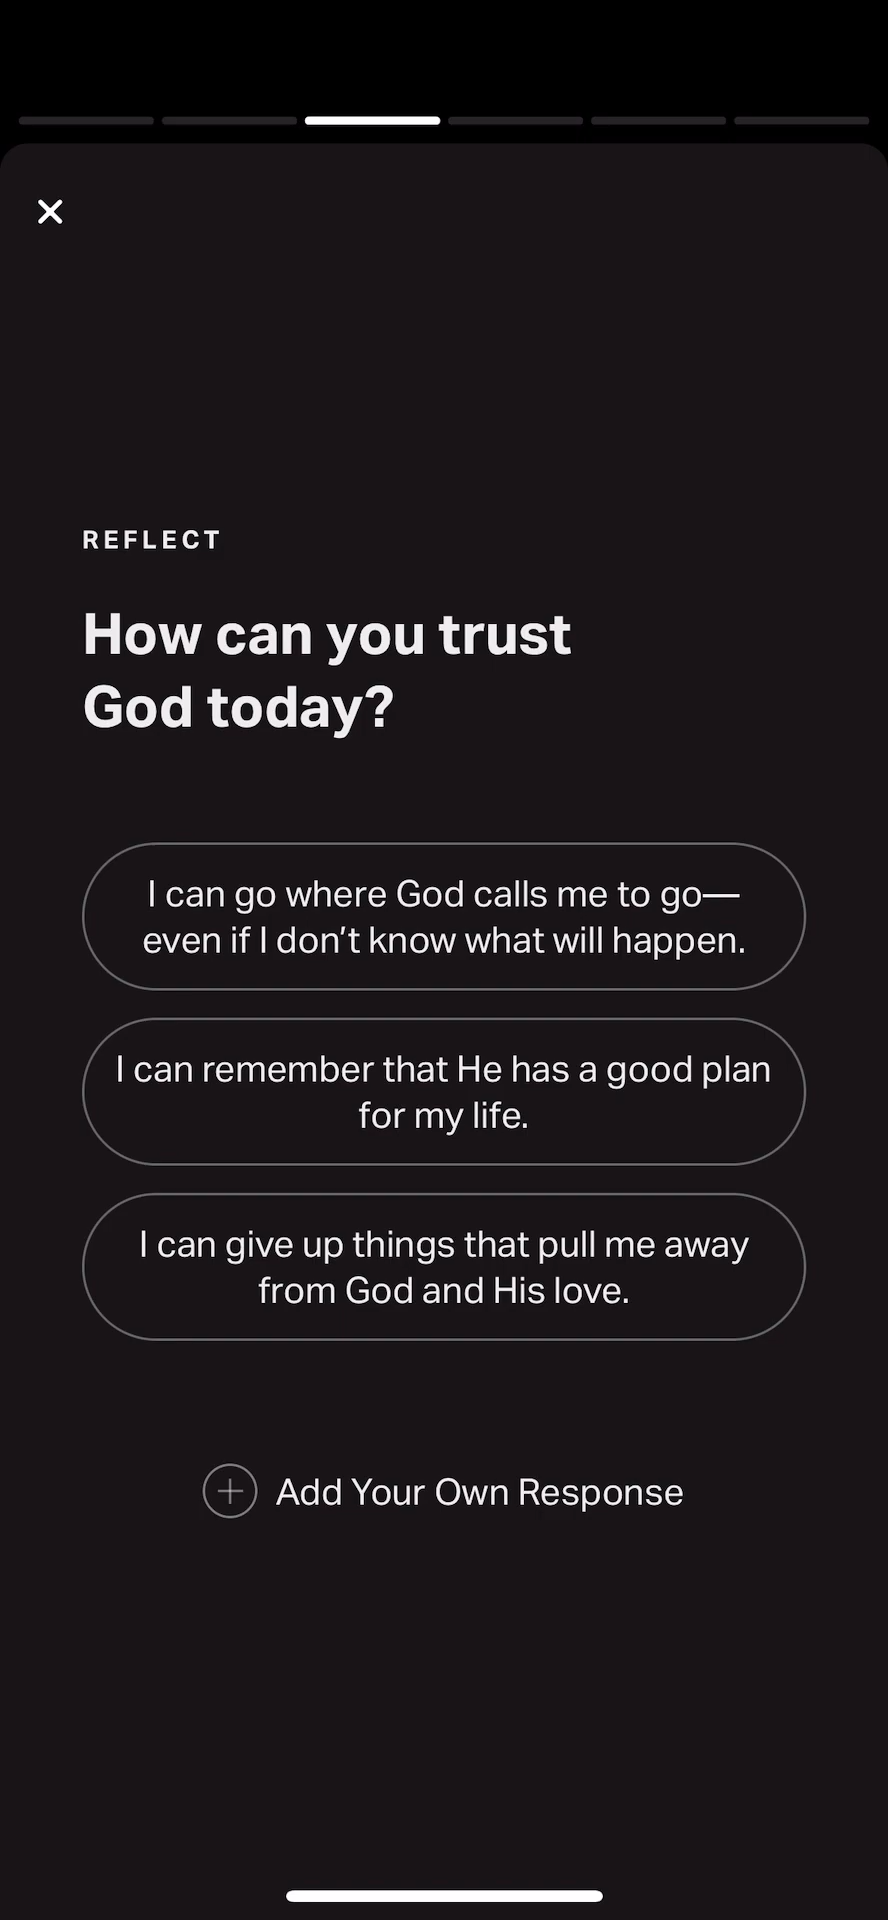 REFLECT
How can you trust
God today?
I can go where God calls me to go—
even if I don’t know what will happen.
I can remember that He has a good plan
for my life.
I can give up things that pull me away
from God and His love.
Add Your Own Response